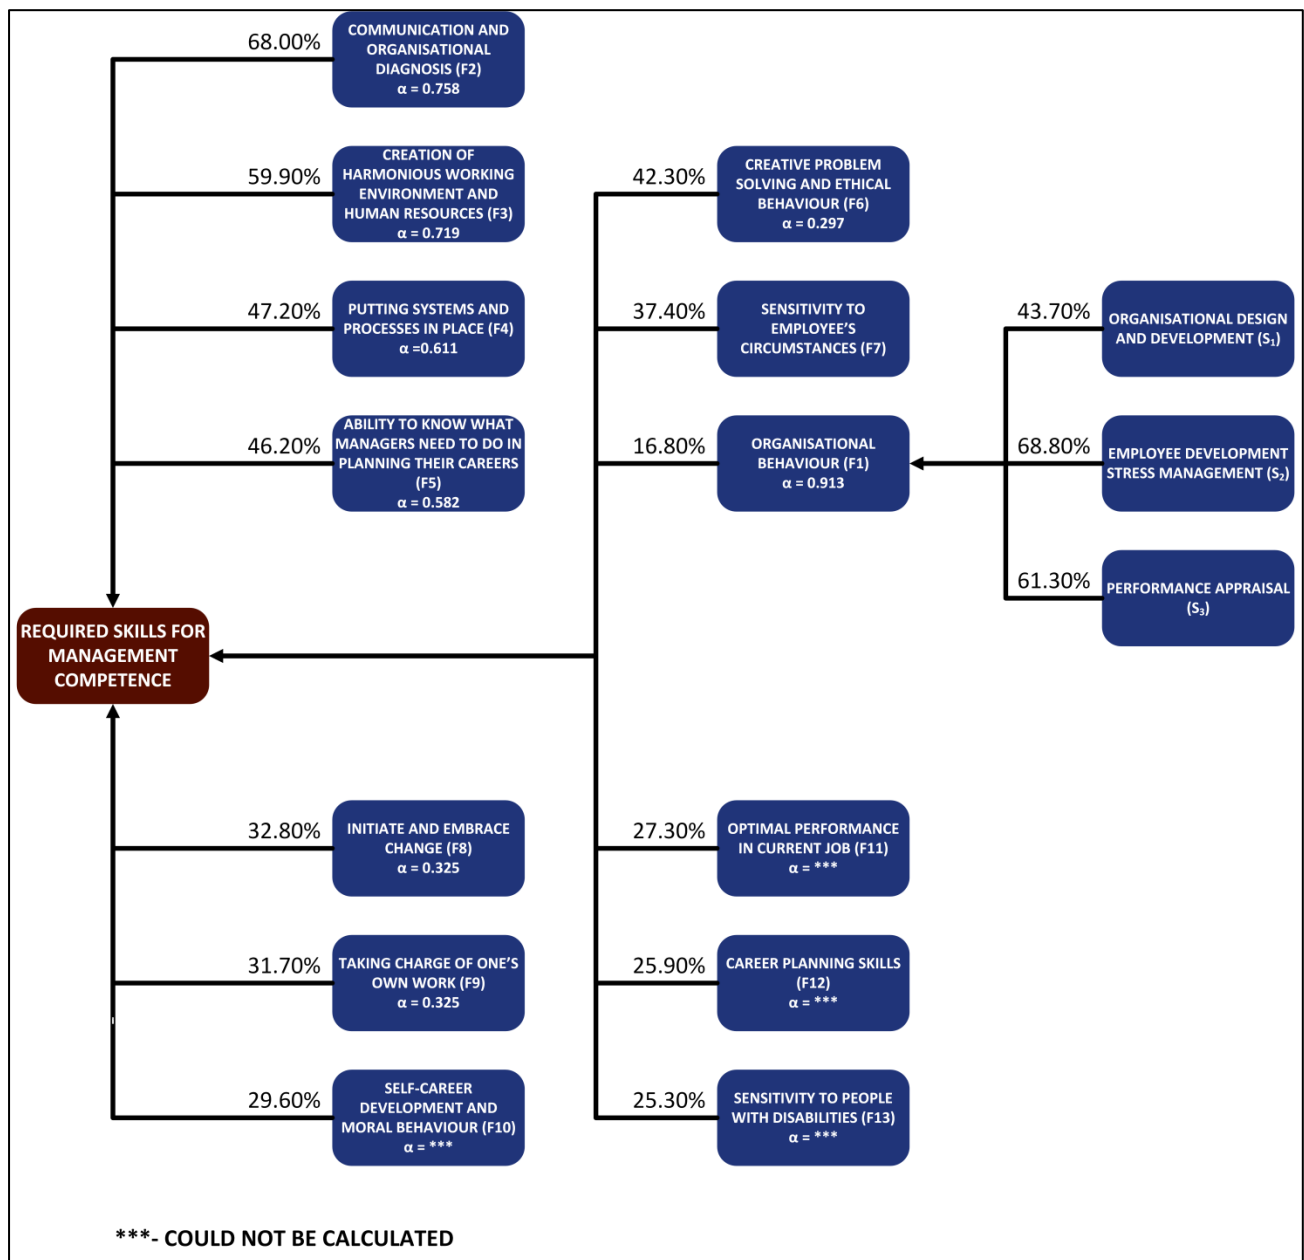 68.00%
COMMUNICATION AND
ORGANISATIONAL
DIAGNOSIS (F2)
α = 0.758
59.90%
CREATION OF
HARMONIOUS WORKING
ENVIRONMENT AND
HUMAN RESOURCES (F3)
α = 0.719
47.20%
PUTTING SYSTEMS AND
PROCESSES IN PLACE (F4)
α =0.611
46.20%
ABILITY TO KNOW WHAT
MANAGERS NEED TO DO IN
PLANNING THEIR CAREERS
(F5)
α = 0.582
REQUIRED SKILLS FOR
MANAGEMENT
COMPETENCE
32.80%
INITIATE AND EMBRACE
CHANGE (F8)
α = 0.325
31.70%
TAKING CHARGE OF ONE'S
OWN WORK (F9)
α = 0.325
29.60%
SELF-CAREER
DEVELOPMENT AND
MORAL BEHAVIOUR (F10)
α = ***
42.30%
CREATIVE PROBLEM
SOLVING AND ETHICAL
BEHAVIOUR (F6)
α = 0.297
37.40%
SENSITIVITY TO
EMPLOYEE'S
CIRCUMSTANCES (F7)
16.80%
ORGANISATIONAL
BEHAVIOUR (F1)
α = 0.913
27.30%
OPTIMAL PERFORMANCE
IN CURRENT JOB (F11)
α = ***
25.90%
CAREER PLANNING SKILLS
(F12)
α = ***
25.30%
SENSITIVITY TO PEOPLE
WITH DISABILITIES (F13)
α = ***
43.70%
ORGANISATIONAL DESIGN
AND DEVELOPMENT (S₁)
68.80%
EMPLOYEE DEVELOPMENT
STRESS MANAGEMENT (S₂)
61.30%
PERFORMANCE APPRAISAL
(S₃)
***- COULD NOT BE CALCULATED